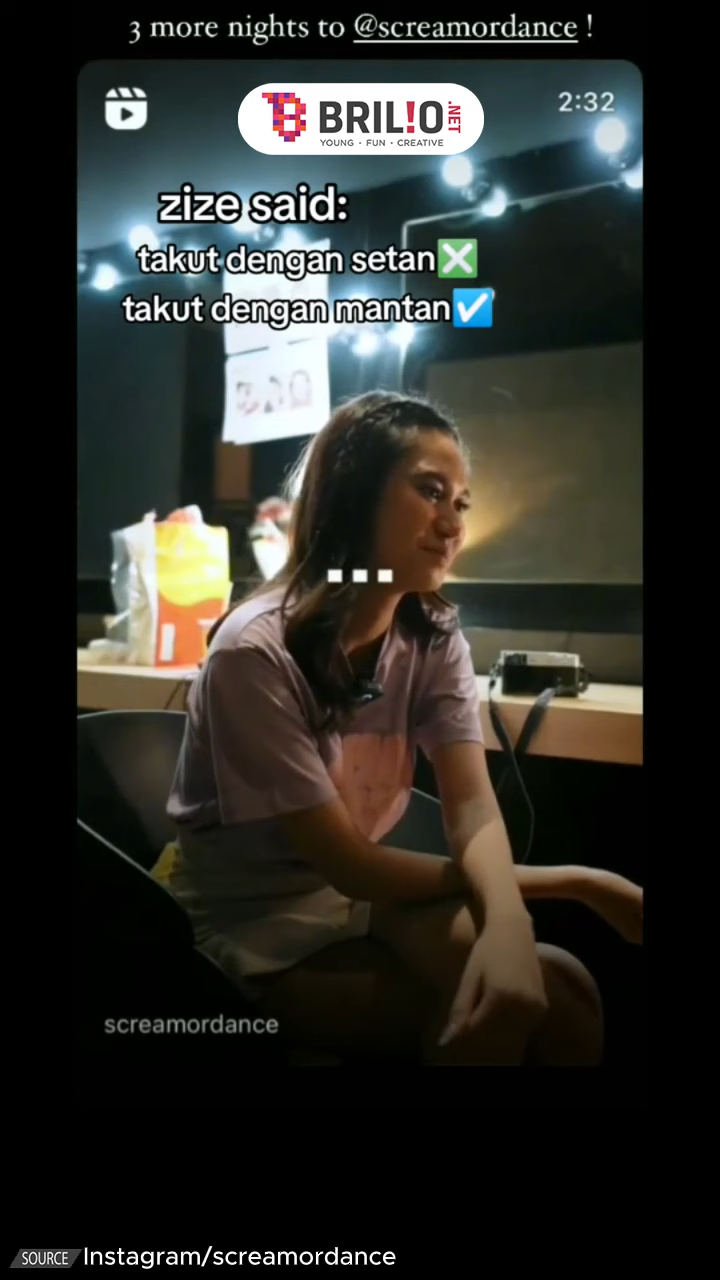 3 more nights to @screamordance !
BRIL!O.NET
YOUNG • FUN • CREATIVE
2:32
zize said:
takut dengan setan❎
takut dengan mantan☑️
screamordance
SOURCE Instagram/screamordance